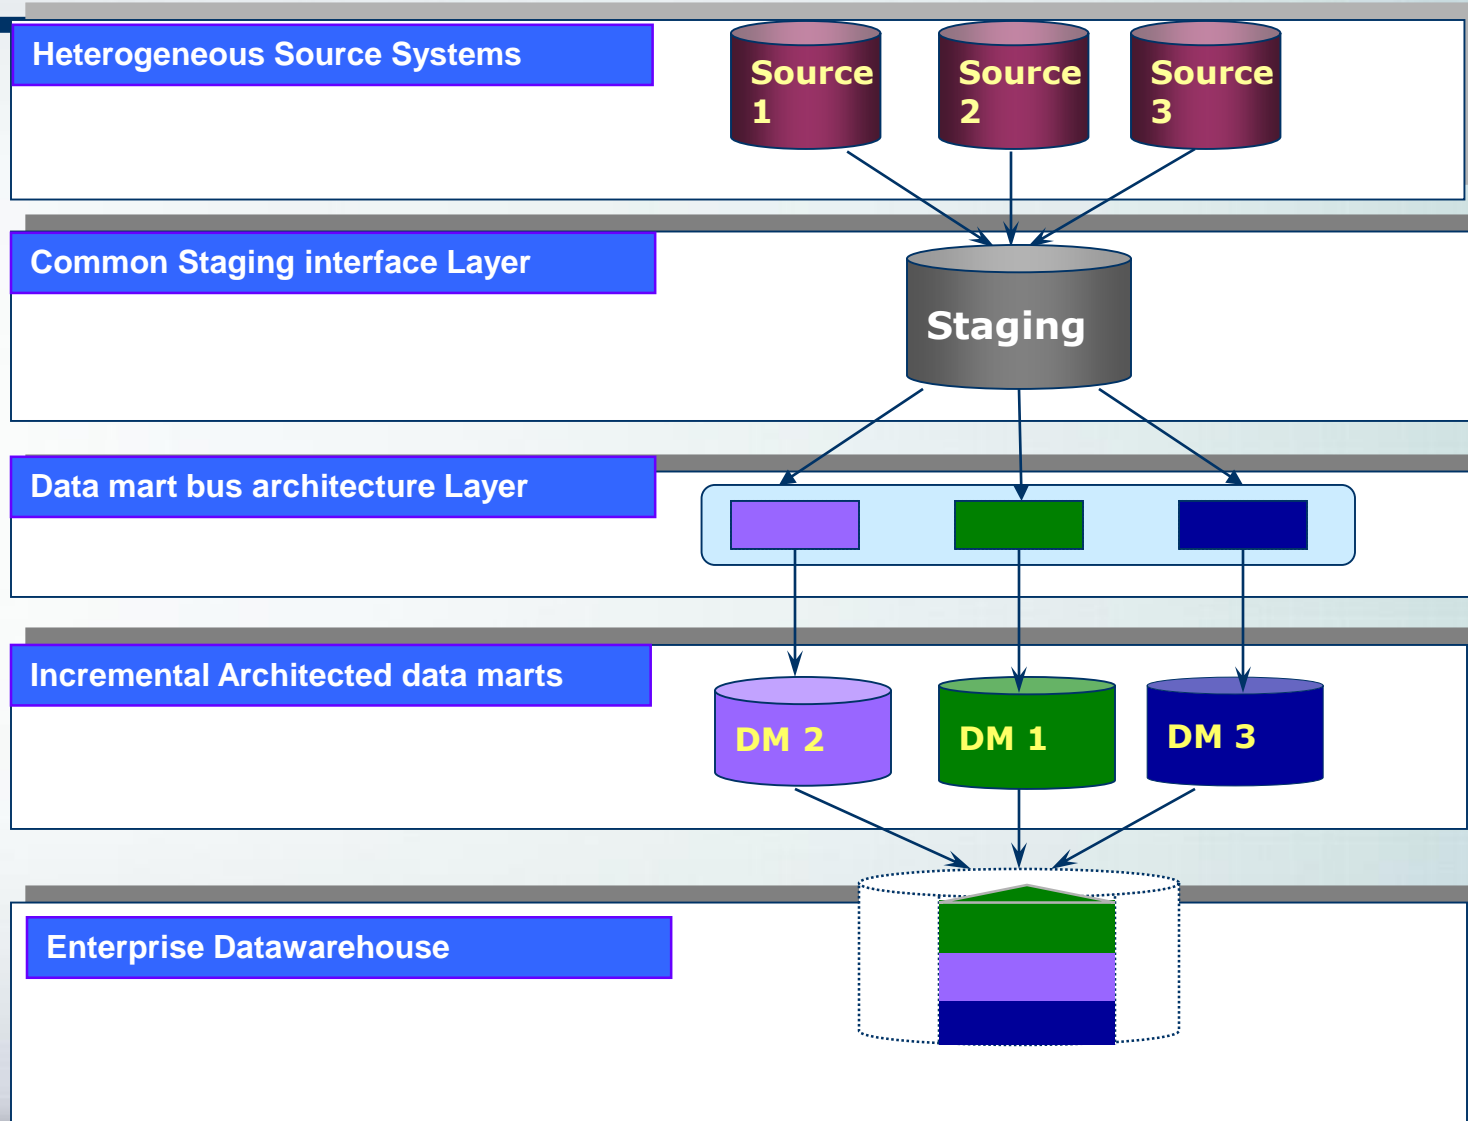 Heterogeneous Source Systems
Source
1
Source
2
Source
3
Common Staging interface Layer
Staging
Data mart bus architecture Layer
Incremental Architected data marts
DM 2
DM 1
DM 3
Enterprise Datawarehouse